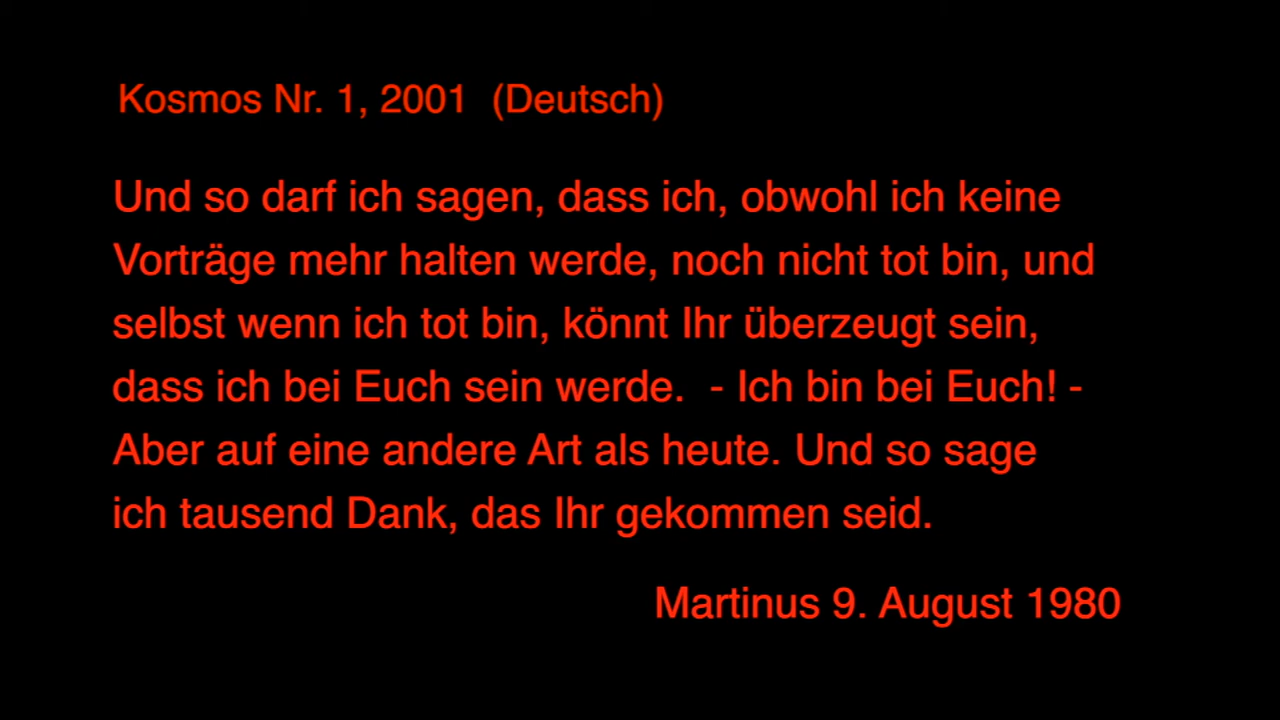 Kosmos Nr. 1, 2001 (Deutsch)
Und so darf ich sagen, dass ich, obwohl ich keine
Vorträge mehr halten werde, noch nicht tot bin, und
selbst wenn ich tot bin, könnt Ihr überzeugt sein,
dass ich bei Euch sein werde. - Ich bin bei Euch! -
Aber auf eine andere Art als heute. Und so sage
ich tausend Dank, das Ihr gekommen seid.
Martinus 9. August 1980